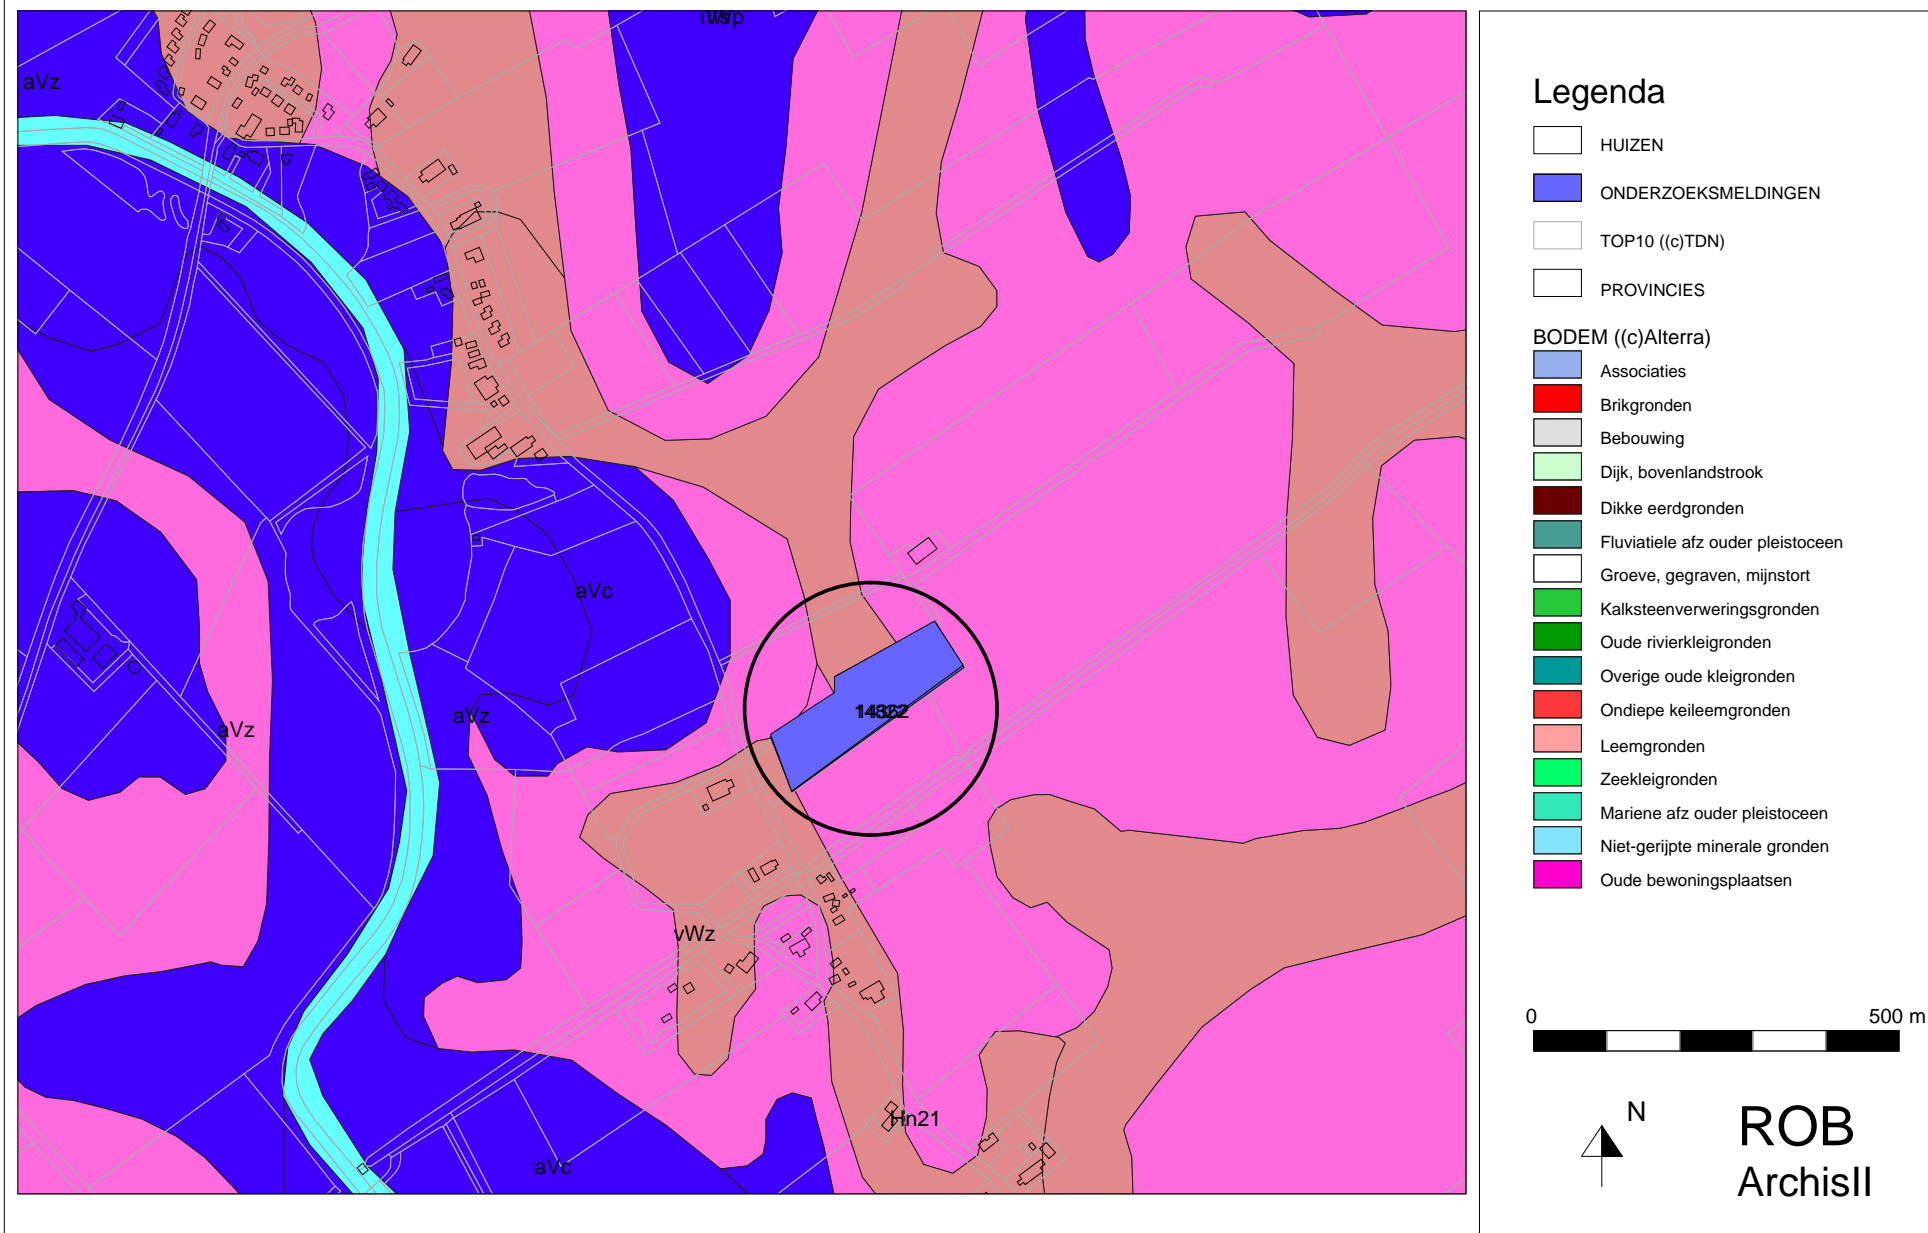 aVz
aVc
aVz
aVz
vWz
Hn21
aVc
Legenda
HUIZEN
ONDERZOEKSMELDINGEN
TOP10 ((c)TDN)
PROVINCIES
BODEM ((c)Alterra)
Associaties
Brikgronden
Bebouwing
Dijk, bovenlandstrook
Dikke eerdgronden
Fluviatiele afz ouder pleistoceen
Groeve, gegraven, mijnstort
Kalksteenverweringsgronden
Oude rivierkleigronden
Overige oude kleigronden
Ondiepe keileemgronden
Leemgronden
Zeekleigronden
Mariene afz ouder pleistoceen
Niet-gerijpte minerale gronden
Oude bewoningsplaatsen
0 500 m
N
ROB
ArchisII